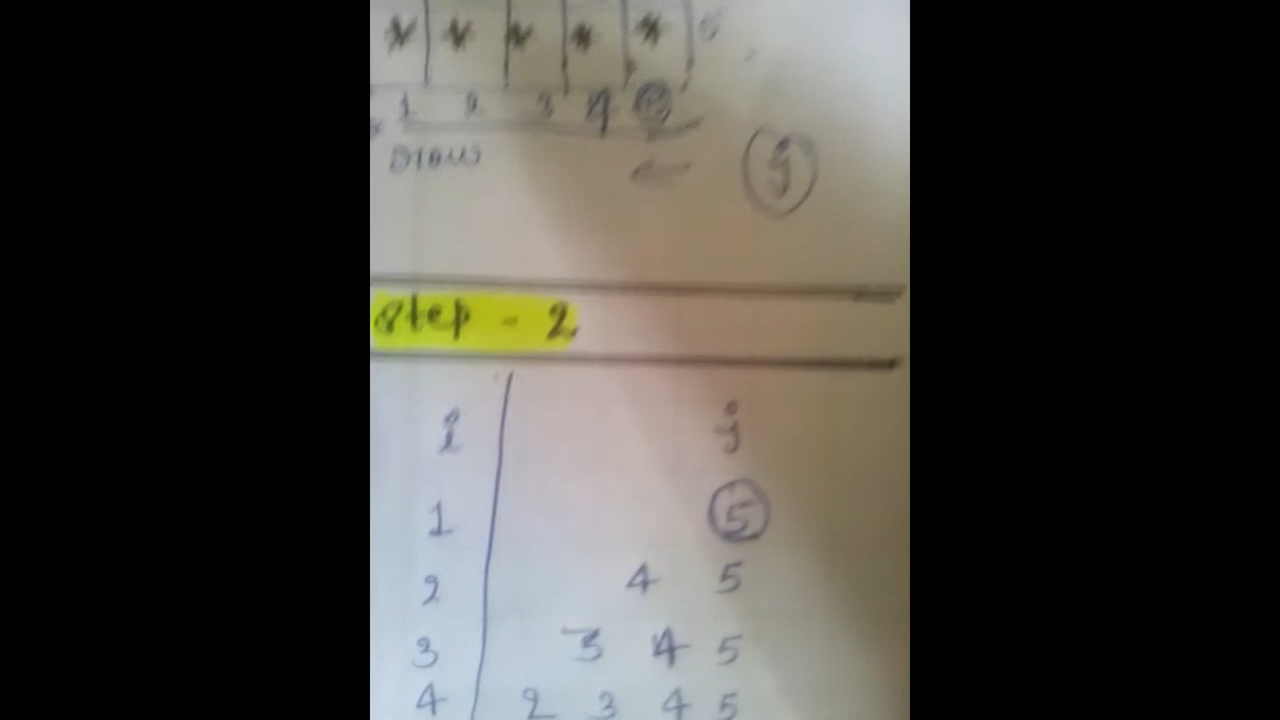 * * * * * 5
1 2 3 4
j
Step - 2
i j
1 5
2 4 5
3 3 4 5
4 2 3 4 5